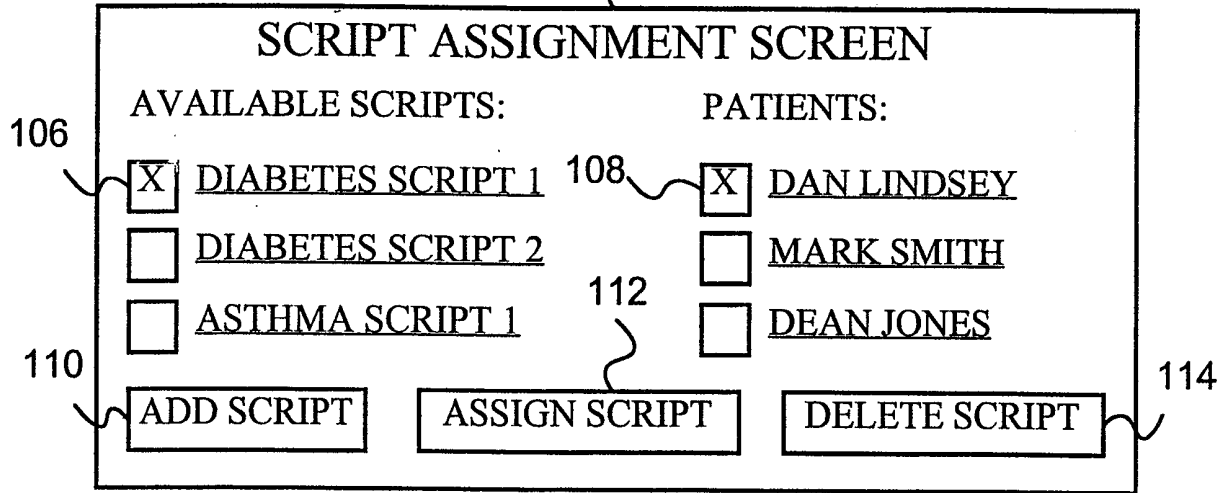 SCRIPT ASSIGNMENT SCREEN
AVAILABLE SCRIPTS: PATIENTS:
106
X DIABETES SCRIPT 1 108 X DAN LINDSEY
DIABETES SCRIPT 2 MARK SMITH
112
ASTHMA SCRIPT 1 DEAN JONES
110 114
ADD SCRIPT ASSIGN SCRIPT DELETE SCRIPT